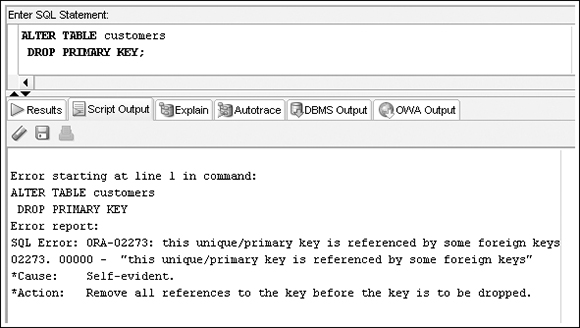 Enter SQL Statement:
ALTER TABLE customers
DROP PRIMARY KEY;
Results Script Output Explain Autotrace DBMS Output OWA Output
Error starting at line 1 in command:
ALTER TABLE customers
DROP PRIMARY KEY
Error report:
SQL Error: ORA-02273: this unique/primary key is referenced by some foreign keys
02273. 00000 - "this unique/primary key is referenced by some foreign keys"
*Cause: Self-evident.
*Action: Remove all references to the key before the key is to be dropped.